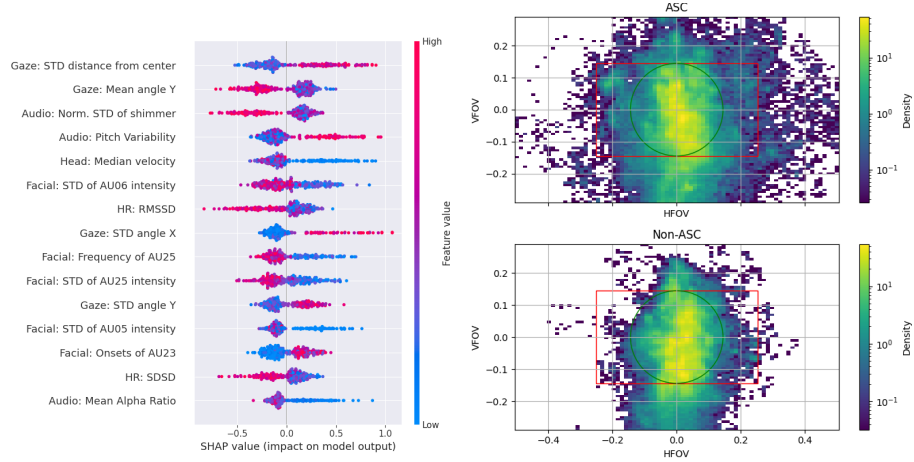 High
Gaze: STD distance from center
Gaze: Mean angle Y
Audio: Norm. STD of shimmer
Audio: Pitch Variability
Head: Median velocity
Facial: STD of AU06 intensity
HR: RMSSD
Gaze: STD angle X
Facial: Frequency of AU25
Facial: STD of AU25 intensity
Gaze: STD angle Y
Facial: STD of AU05 intensity
Facial: Onsets of AU23
HR: SDSD
Audio: Mean Alpha Ratio
Low
Feature value
−0.5 0.0 0.5 1.0
SHAP value (impact on model output)
ASC
0.2
0.1
0.0
−0.1
−0.2
VFOV
HFOV
10¹
10⁰
10⁻¹
Density
Non-ASC
0.2
0.1
0.0
−0.1
−0.2
VFOV
−0.4 −0.2 0.0 0.2 0.4
HFOV
10¹
10⁰
10⁻¹
Density